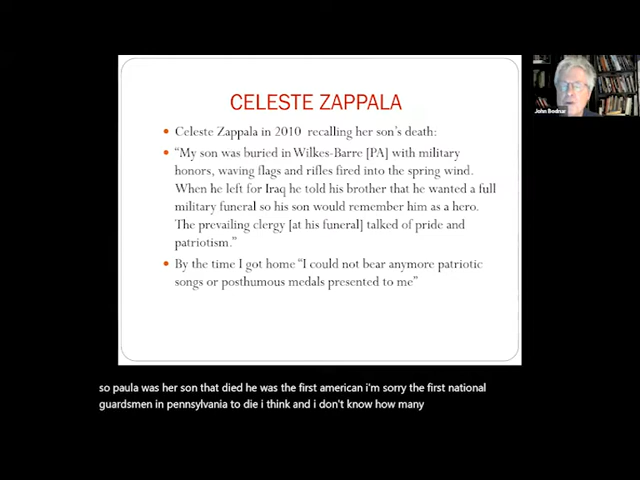 CELESTE ZAPPALA
John Bodnar
• Celeste Zappala in 2010 recalling her son's death:
• "My son was buried in Wilkes-Barre [PA] with military
honors, waving flags and rifles fired into the spring wind.
When he left for Iraq he told his brother that he wanted a full
military funeral so his son would remember him as a hero.
The prevailing clergy [at his funeral] talked of pride and
patriotism."
• By the time I got home "I could not bear anymore patriotic
songs or posthumous medals presented to me"
so paula was her son that died he was the first american i'm sorry the first national
guardsmen in pennsylvania to die i think and i don't know how many